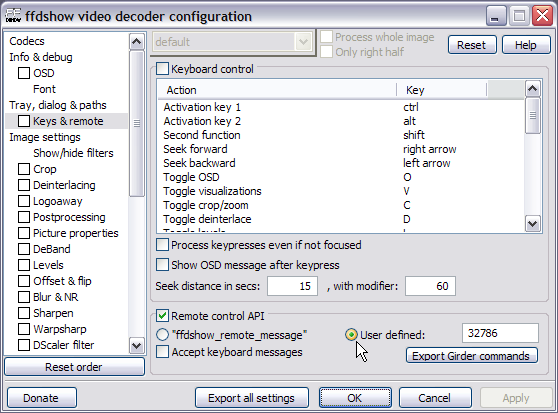 ffdshow video decoder configuration
Codecs
Info & debug
OSD
Font
Tray, dialog & paths
Keys & remote
Image settings
Show/hide filters
Crop
Deinterlacing
Logoaway
Postprocessing
Picture properties
DeBand
Levels
Offset & flip
Blur & NR
Sharpen
Warpsharp
DScaler filter
Reset order
default
Process whole image
Only right half
Reset
Help
Keyboard control
Action Key
Activation key 1 ctrl
Activation key 2 alt
Second function shift
Seek forward right arrow
Seek backward left arrow
Toggle OSD O
Toggle visualizations V
Toggle crop/zoom C
Toggle deinterlace D
Process keypresses even if not focused
Show OSD message after keypress
Seek distance in secs: 15 , with modifier: 60
Remote control API
"ffdshow_remote_message" User defined: 32786
Accept keyboard messages Export Girder commands
Donate Export all settings OK Cancel Apply